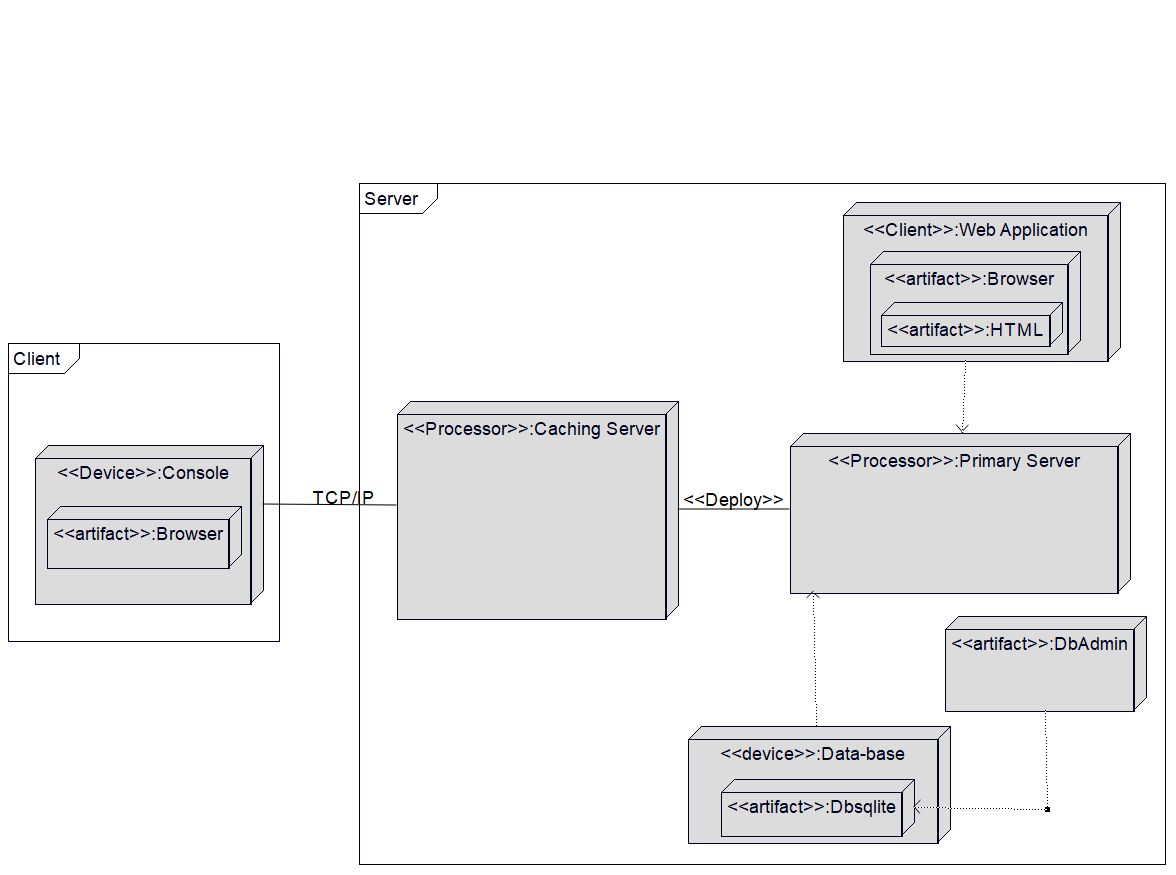 Server
<<Client>>:Web Application
<<artifact>>:Browser
<<artifact>>:HTML
Client
<<Device>>:Console
<<artifact>>:Browser
TCP/IP
<<Processor>>:Caching Server
<<Deploy>>
<<Processor>>:Primary Server
<<artifact>>:DbAdmin
<<device>>:Data-base
<<artifact>>:Dbsqlite